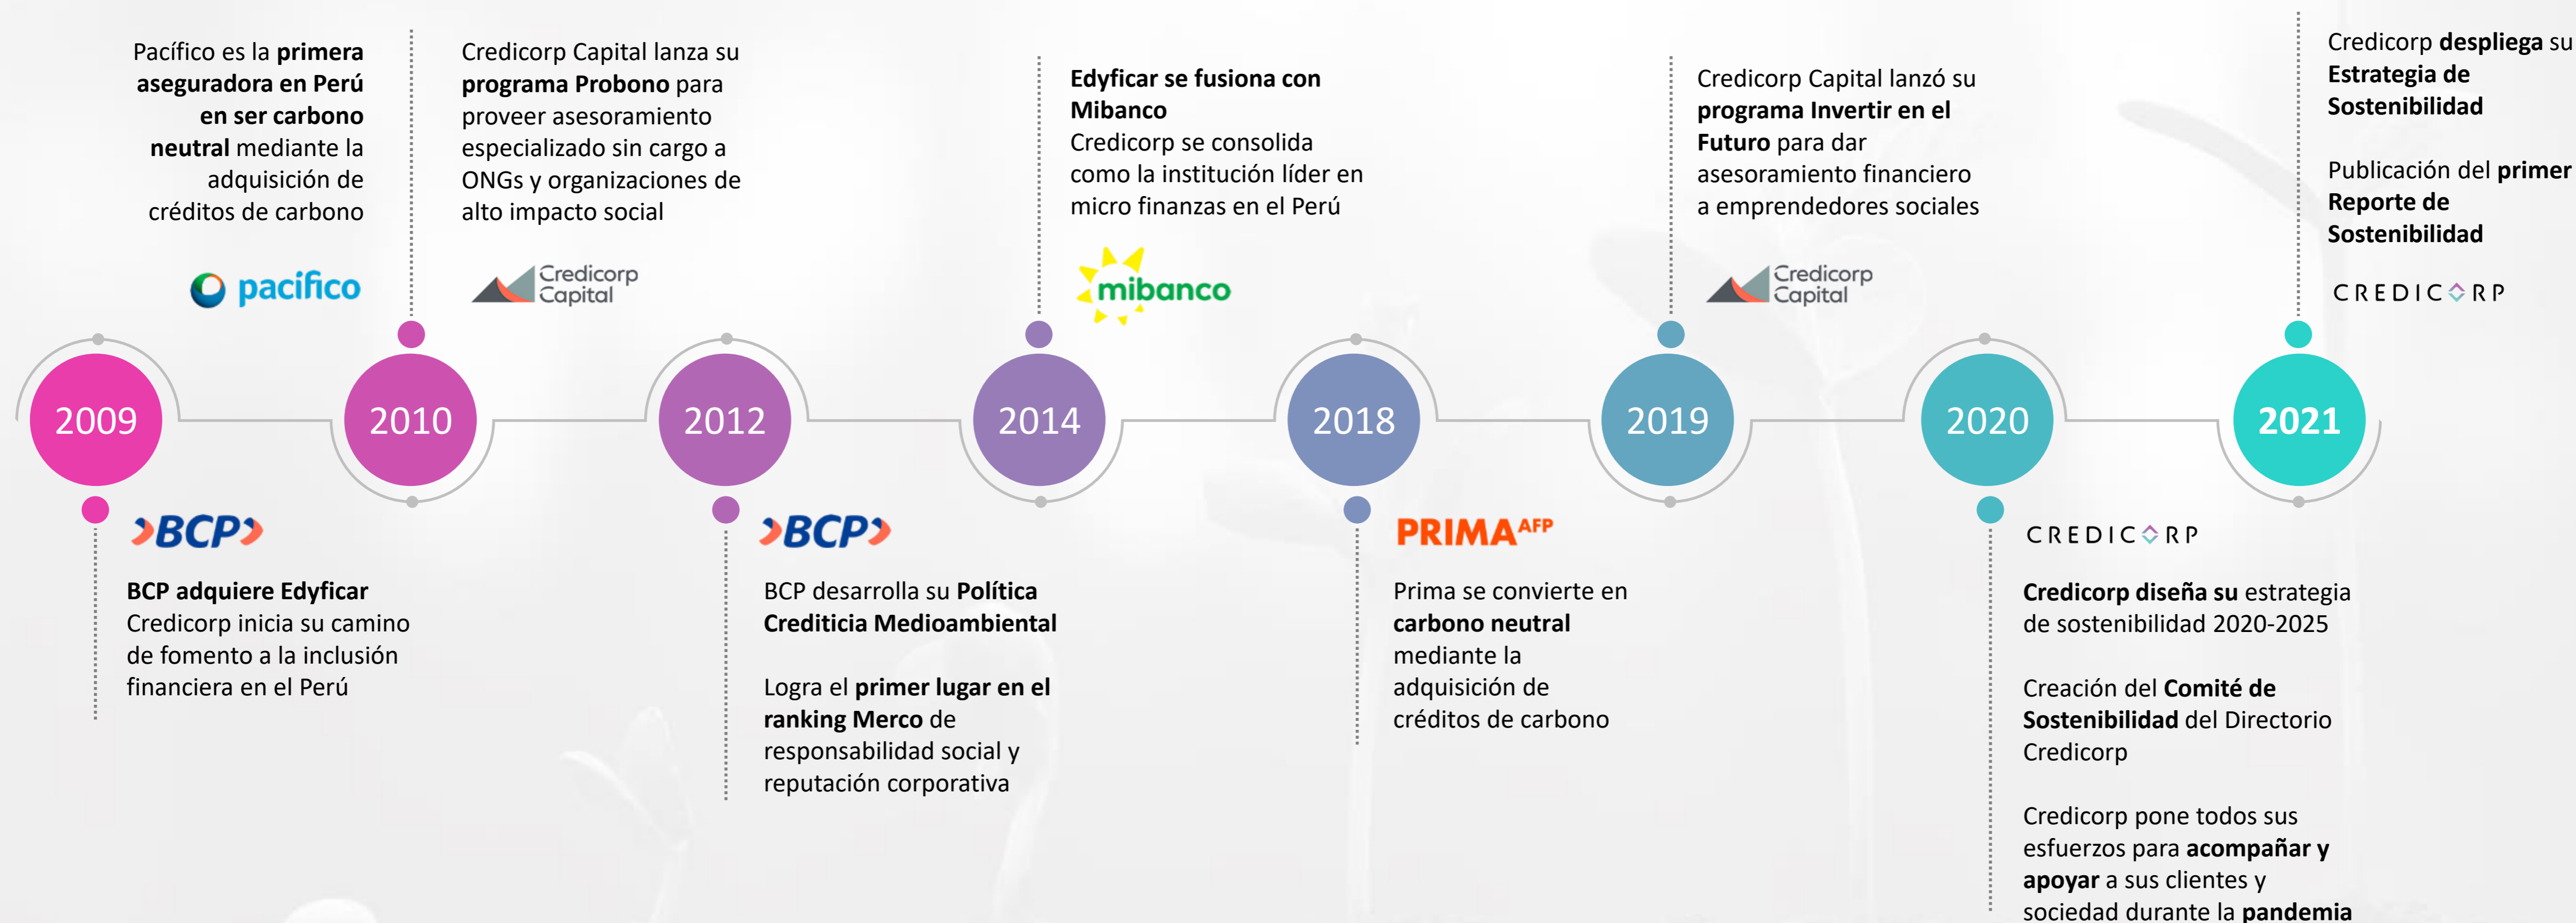 Pacífico es la primera
aseguradora en Perú
en ser carbono
neutral mediante la
adquisición de
créditos de carbono
pacífico
Credicorp Capital lanza su
programa Probono para
proveer asesoramiento
especializado sin cargo a
ONGs y organizaciones de
alto impacto social
Credicorp
Capital
Edyficar se fusiona con
Mibanco
Credicorp se consolida
como la institución líder en
micro finanzas en el Perú
mibanco
Credicorp Capital lanzó su
programa Invertir en el
Futuro para dar
asesoramiento financiero
a emprendedores sociales
Credicorp
Capital
Credicorp despliega su
Estrategia de
Sostenibilidad
Publicación del primer
Reporte de
Sostenibilidad
CREDICORP
2009
2010
2012
2014
2018
2019
2020
2021
BCP
BCP adquiere Edyficar
Credicorp inicia su camino
de fomento a la inclusión
financiera en el Perú
BCP
BCP desarrolla su Política
Crediticia Medioambiental
Logra el primer lugar en el
ranking Merco de
responsabilidad social y
reputación corporativa
PRIMA AFP
Prima se convierte en
carbono neutral
mediante la
adquisición de
créditos de carbono
CREDICORP
Credicorp diseña su estrategia
de sostenibilidad 2020-2025
Creación del Comité de
Sostenibilidad del Directorio
Credicorp
Credicorp pone todos sus
esfuerzos para acompañar y
apoyar a sus clientes y
sociedad durante la pandemia